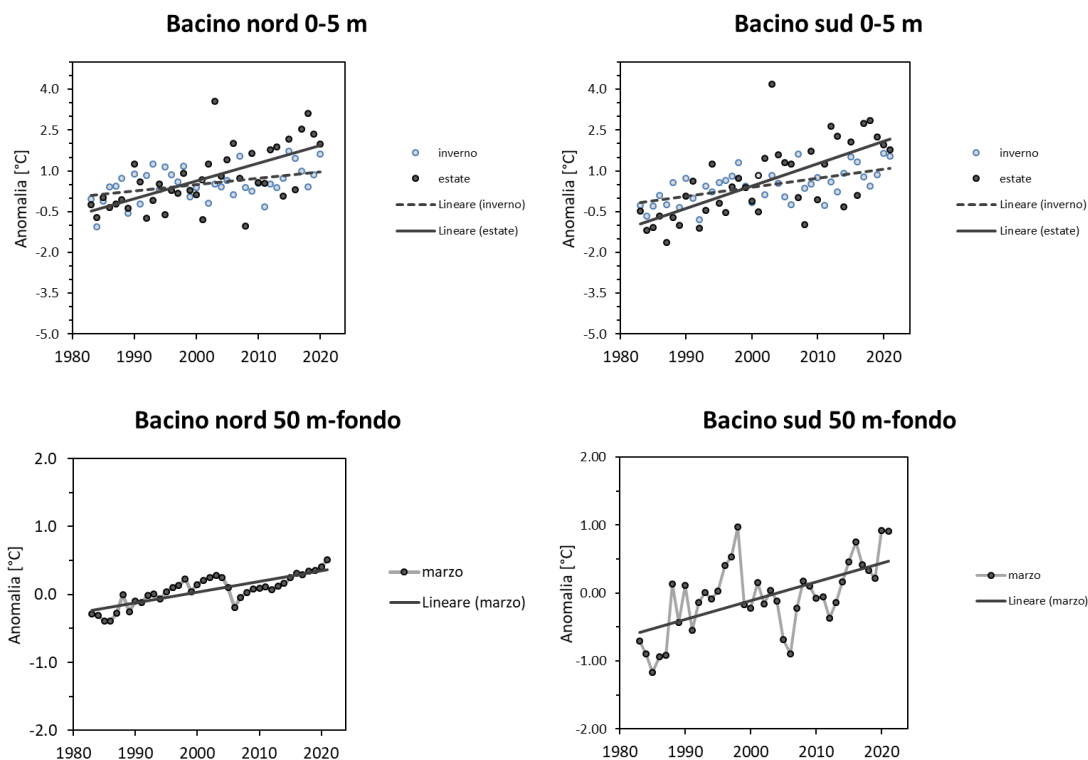 Bacino nord 0-5 m
Anomalia [°C]
4.0
2.5
1.0
-0.5
-2.0
-3.5
-5.0
1980 1990 2000 2010 2020
inverno
estate
Lineare (inverno)
Lineare (estate)
Bacino sud 0-5 m
Anomalia [°C]
4.0
2.5
1.0
-0.5
-2.0
-3.5
-5.0
1980 1990 2000 2010 2020
inverno
estate
Lineare (inverno)
Lineare (estate)
Bacino nord 50 m-fondo
Anomalia [°C]
2.0
1.0
0.0
-1.0
-2.0
1980 1990 2000 2010 2020
marzo
Lineare (marzo)
Bacino sud 50 m-fondo
Anomalia [°C]
2.00
1.00
0.00
-1.00
-2.00
1980 1990 2000 2010 2020
marzo
Lineare (marzo)